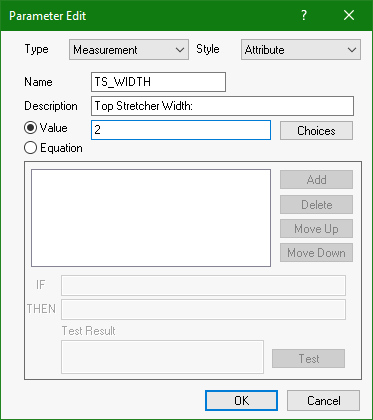 Parameter Edit ? ×
Type Measurement Style Attribute
Name TS_WIDTH
Description Top Stretcher Width:
Value 2 Choices
Equation
Add
Delete
Move Up
Move Down
IF
THEN
Test Result
Test
OK Cancel